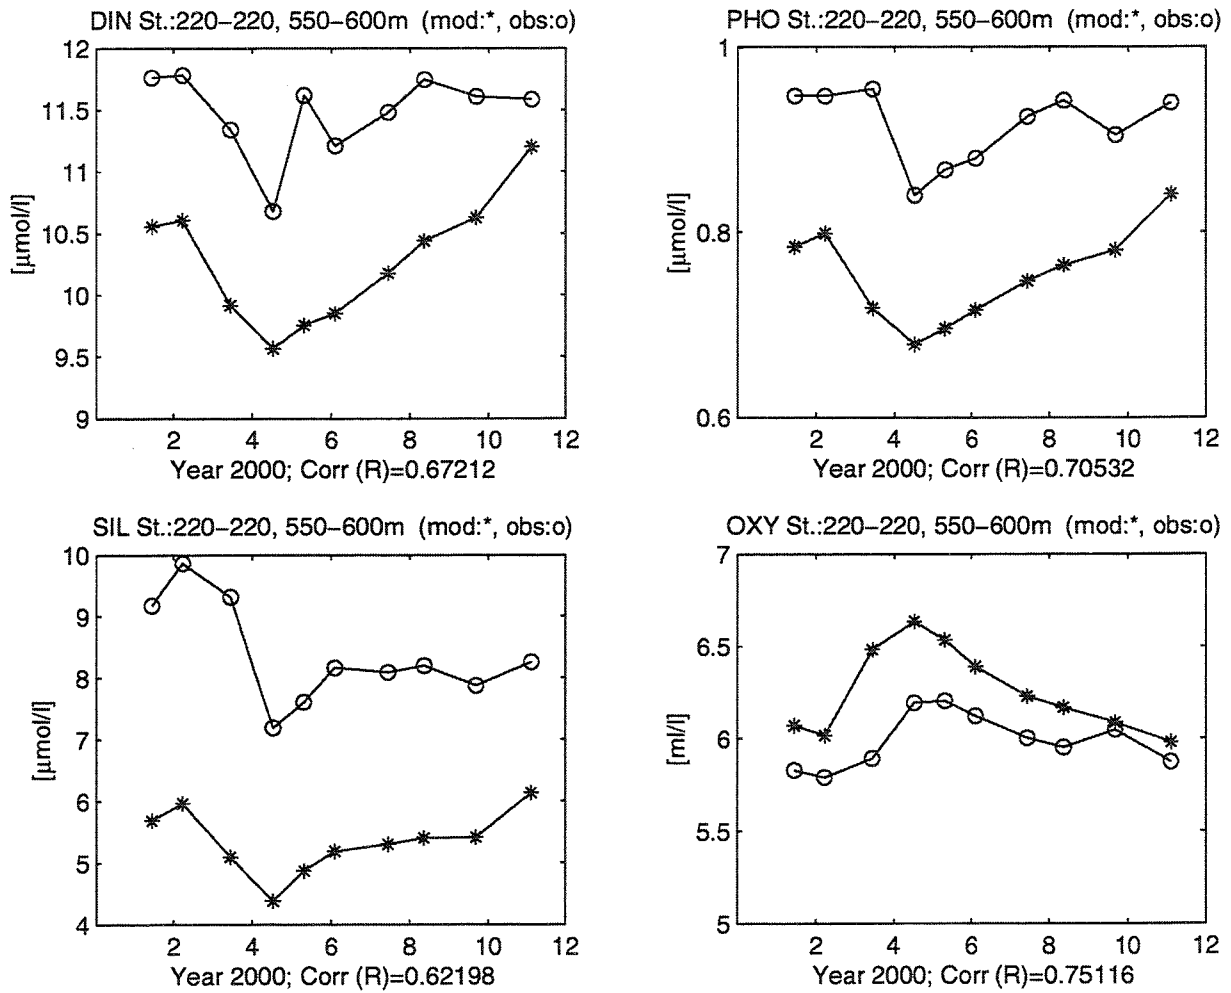 DIN St.:220−220, 550−600m (mod:*, obs:o)
12
11.5
11
10.5
10
9.5
9
[µmol/l]
2 4 6 8 10 12
Year 2000; Corr (R)=0.67212
PHO St.:220−220, 550−600m (mod:*, obs:o)
1
0.8
0.6
[µmol/l]
2 4 6 8 10 12
Year 2000; Corr (R)=0.70532
SIL St.:220−220, 550−600m (mod:*, obs:o)
10
9
8
7
6
5
4
[µmol/l]
2 4 6 8 10 12
Year 2000; Corr (R)=0.62198
OXY St.:220−220, 550−600m (mod:*, obs:o)
7
6.5
6
5.5
5
[ml/l]
2 4 6 8 10 12
Year 2000; Corr (R)=0.75116